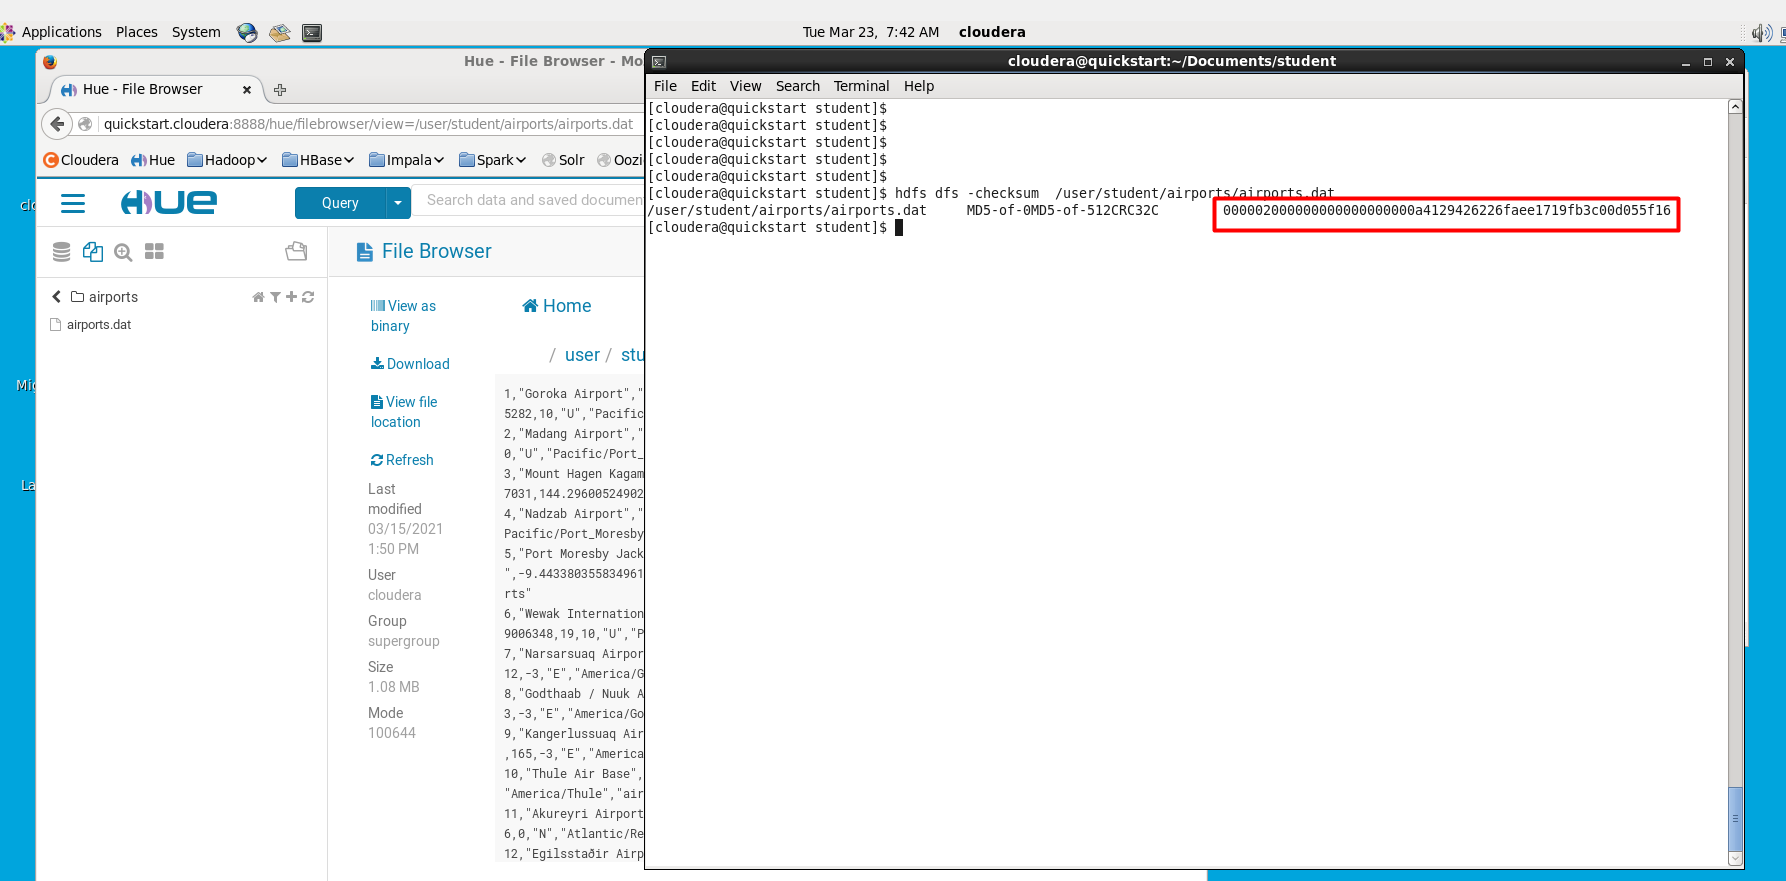 Applications Places System Tue Mar 23, 7:42 AM cloudera
Hue - File Browser - Mo
Hue - File Browser
quickstart.cloudera:8888/hue/filebrowser/view=/user/student/airports/airports.dat
Cloudera Hue Hadoop HBase Impala Spark Solr Oozi
HUE
Query
Search data and saved documen
File Browser
airports
airports.dat
View as
binary
Download
View file
location
Refresh
Last
modified
03/15/2021
1:50 PM
User
cloudera
Group
supergroup
Size
1.08 MB
Mode
100644
Home
/ user / stu
1,"Goroka Airport","
5282,10,"U","Pacific
2,"Madang Airport","
0,"U","Pacific/Port_
3,"Mount Hagen Kagam
7031,144.29600524902
4,"Nadzab Airport","
Pacific/Port_Moresby
5,"Port Moresby Jack
",-9.443380355834961
rts"
6,"Wewak Internation
9006348,19,10,"U","P
7,"Narsarsuaq Airpor
12,-3,"E","America/G
8,"Godthaab / Nuuk A
3,-3,"E","America/Go
9,"Kangerlussuaq Air
,165,-3,"E","America
10,"Thule Air Base",
"America/Thule","air
11,"Akureyri Airport
6,0,"N","Atlantic/Re
12,"Egilsstaðir Airp
cloudera@quickstart:~/Documents/student
File Edit View Search Terminal Help
[cloudera@quickstart student]$
[cloudera@quickstart student]$
[cloudera@quickstart student]$
[cloudera@quickstart student]$
[cloudera@quickstart student]$
[cloudera@quickstart student]$ hdfs dfs -checksum  /user/student/airports/airports.dat
/user/student/airports/airports.dat MD5-of-0MD5-of-512CRC32C 000002000000000000000000a4129426226faee1719fb3c00d055f16
[cloudera@quickstart student]$
clo
Mig
La